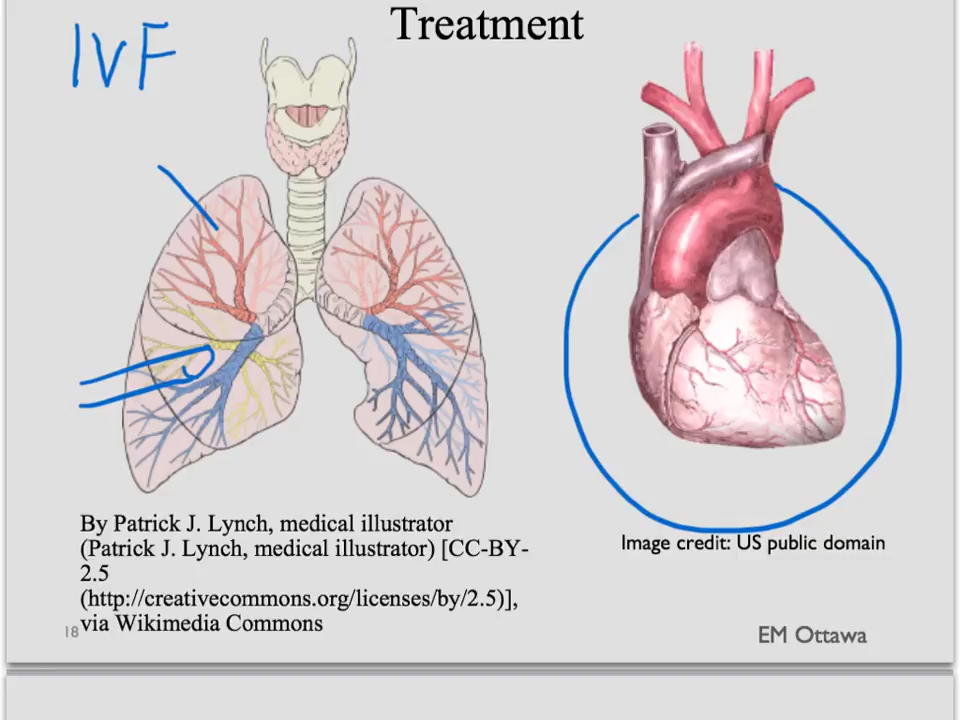 Treatment
IVF
By Patrick J. Lynch, medical illustrator
(Patrick J. Lynch, medical illustrator) [CC-BY-
2.5
(http://creativecommons.org/licenses/by/2.5)],
via Wikimedia Commons
Image credit: US public domain
18
EM Ottawa